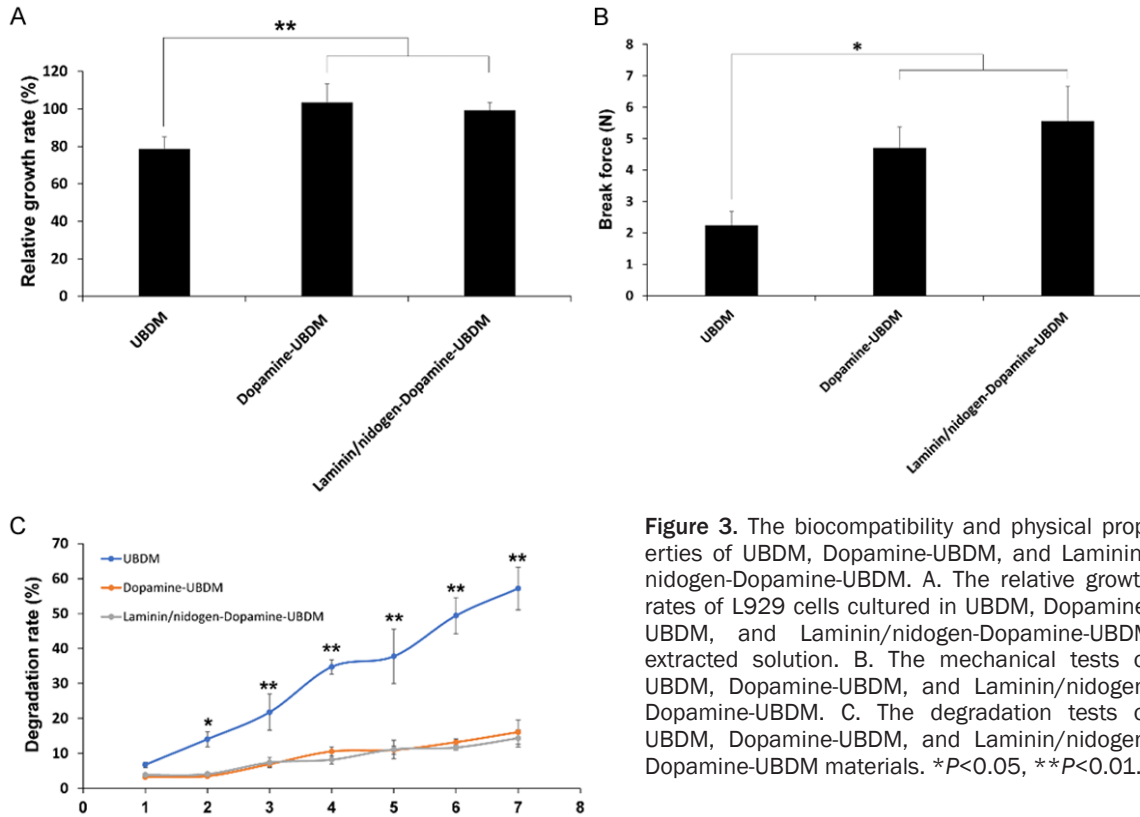 A
**
Relative growth rate (%)
120
100
80
60
40
20
0
UBDM
Dopamine-UBDM
Laminin/nidogen-Dopamine-UBDM
B
*
Break force (N)
8
7
6
5
4
3
2
1
0
UBDM
Dopamine-UBDM
Laminin/nidogen-Dopamine-UBDM
C
Degradation rate (%)
70
60
50
40
30
20
10
0
UBDM
Dopamine-UBDM
Laminin/nidogen-Dopamine-UBDM
*
**
**
**
**
**
0 1 2 3 4 5 6 7 8
Figure 3. The biocompatibility and physical prop
erties of UBDM, Dopamine-UBDM, and Laminin/
nidogen-Dopamine-UBDM. A. The relative growt
rates of L929 cells cultured in UBDM, Dopamine
UBDM, and Laminin/nidogen-Dopamine-UBDM
extracted solution. B. The mechanical tests o
UBDM, Dopamine-UBDM, and Laminin/nidogen
Dopamine-UBDM. C. The degradation tests o
UBDM, Dopamine-UBDM, and Laminin/nidogen
Dopamine-UBDM materials. *P<0.05, **P<0.01.